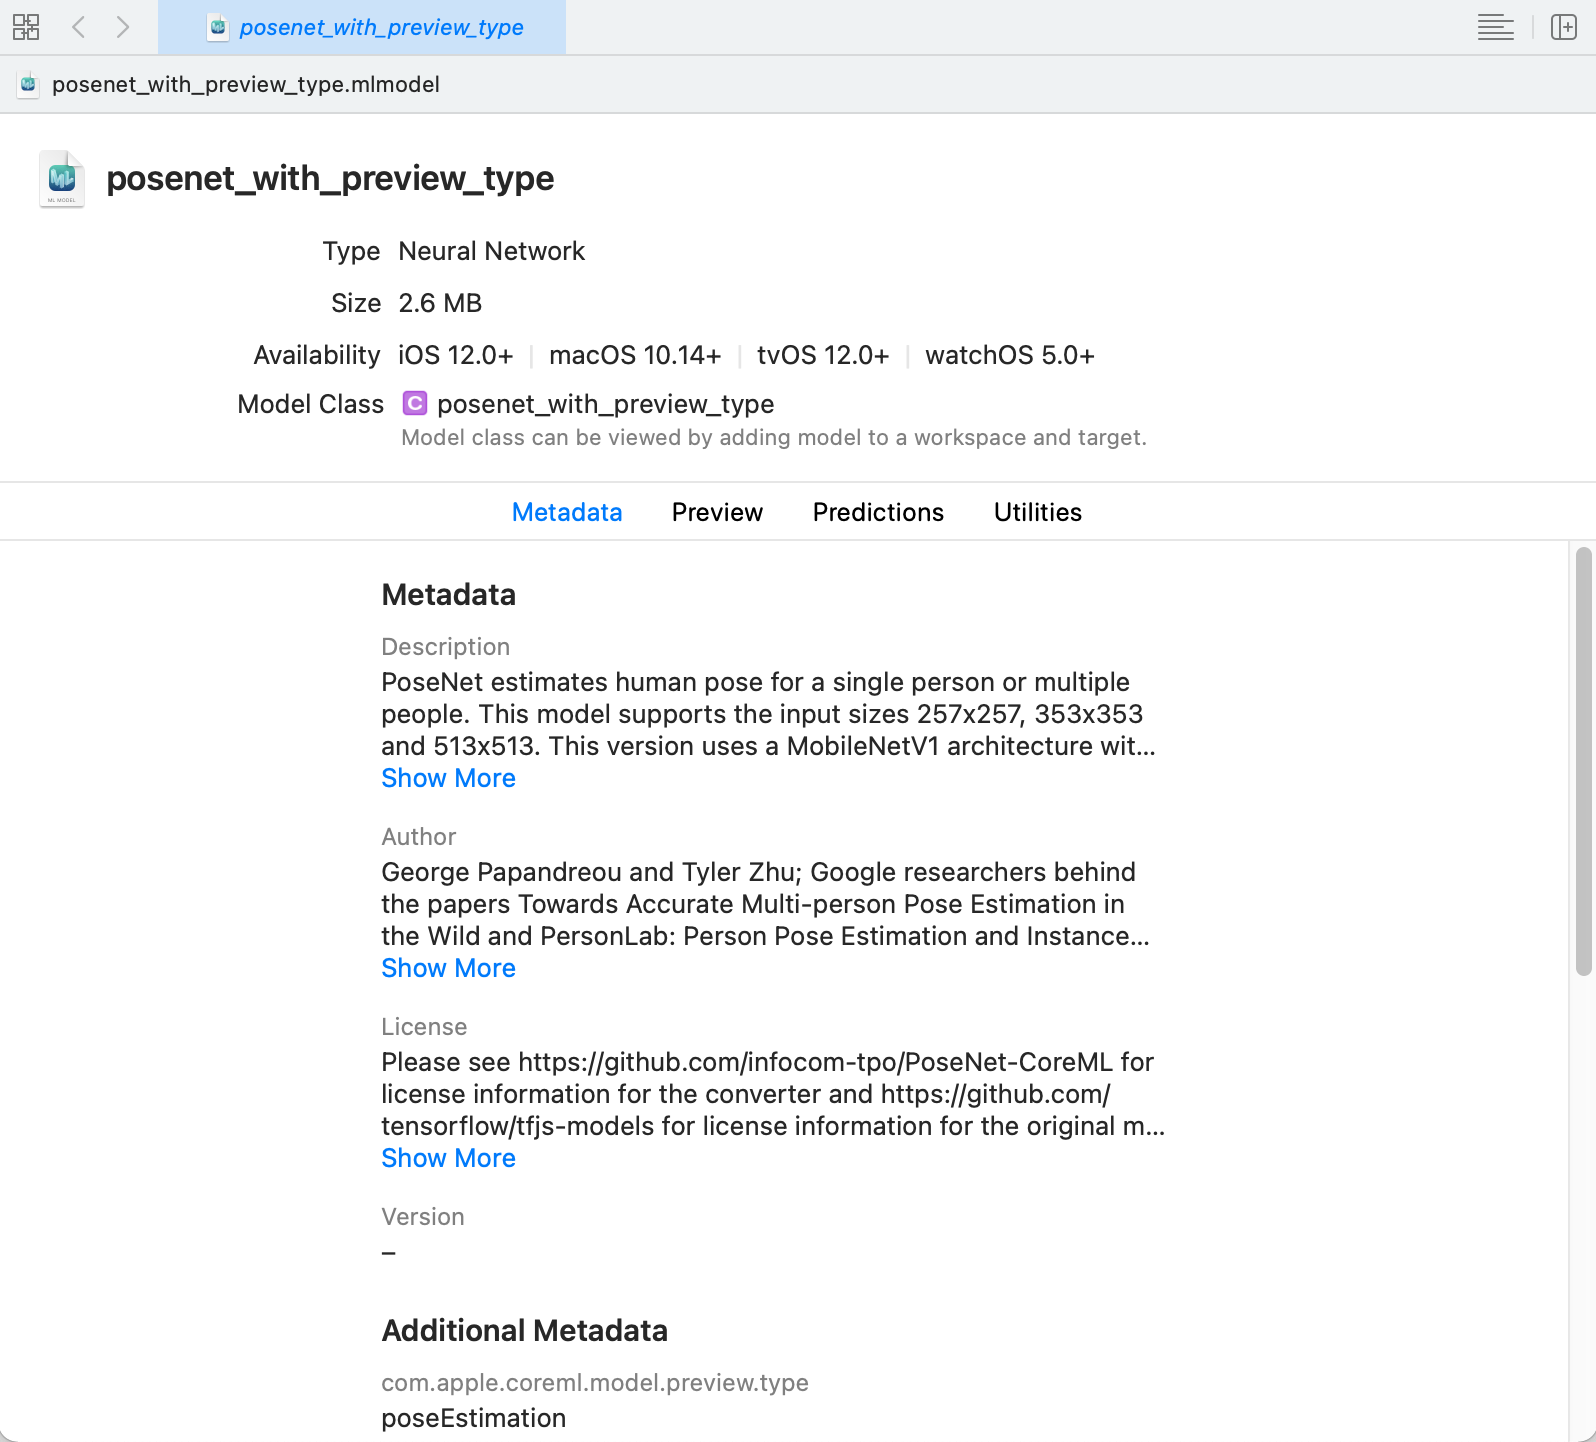 posenet_with_preview_type
posenet_with_preview_type.mlmodel
posenet_with_preview_type
ML MODEL
Type Neural Network
Size 2.6 MB
Availability iOS 12.0+ macOS 10.14+ tvOS 12.0+ watchOS 5.0+
Model Class C posenet_with_preview_type
Model class can be viewed by adding model to a workspace and target.
Metadata Preview Predictions Utilities
Metadata
Description
PoseNet estimates human pose for a single person or multiple
people. This model supports the input sizes 257x257, 353x353
and 513x513. This version uses a MobileNetV1 architecture wit...
Show More
Author
George Papandreou and Tyler Zhu; Google researchers behind
the papers Towards Accurate Multi-person Pose Estimation in
the Wild and PersonLab: Person Pose Estimation and Instance...
Show More
License
Please see https://github.com/infocom-tpo/PoseNet-CoreML for
license information for the converter and https://github.com/
tensorflow/tfjs-models for license information for the original m...
Show More
Version
–
Additional Metadata
com.apple.coreml.model.preview.type
poseEstimation